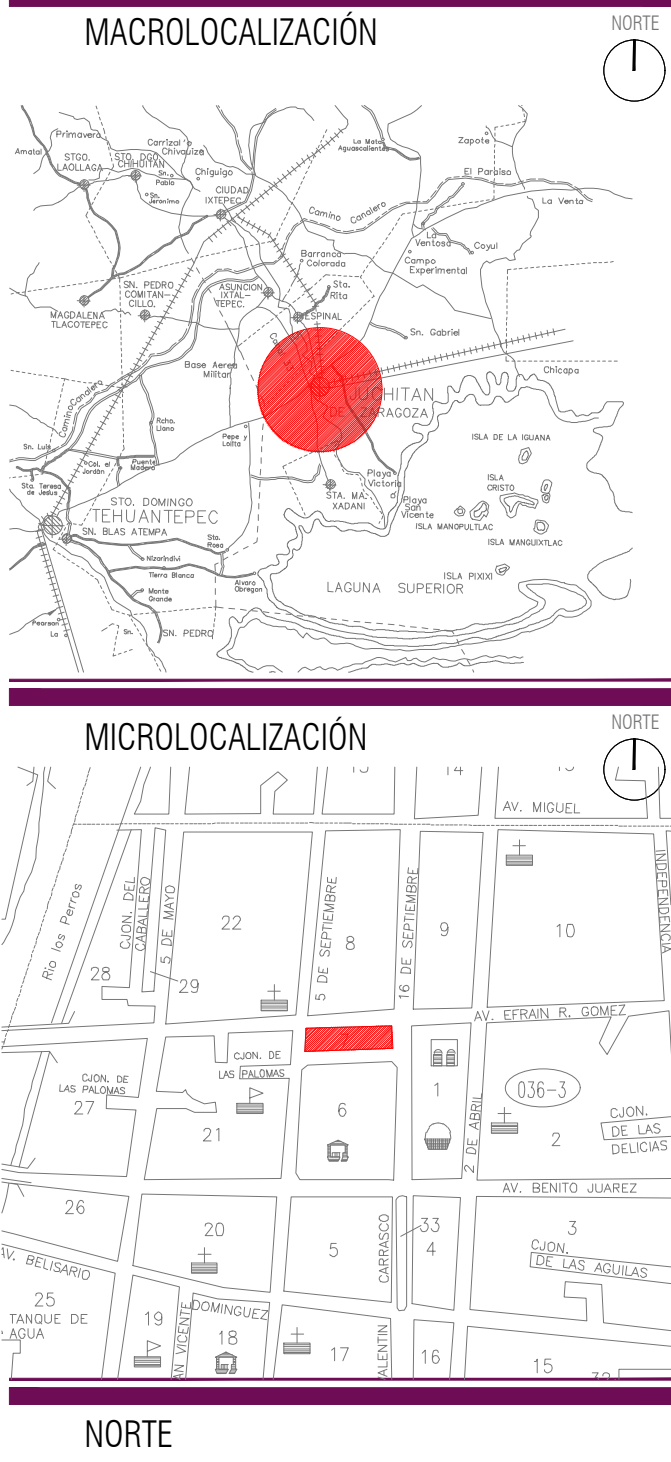 MACROLOCALIZACIÓN
NORTE
Primavera
Amatal
STGO.
LAOLLAGA
STO. DGO.
CHIHUITAN
Carrizal
Chivauiza
Sn.
Pablo
Sn.
Jeronimo
Chiguigo
CIUDAD
IXTEPEC
La Mata
Aguascalientes
Zapote
El Paraiso
La Venta
Camino Canalero
La
Ventosa
Coyul
Campo
Experimental
Barranca
Colorada
Sta.
Rita
ASUNCION
IXTAL-
TEPEC.
ESPINAL
SN. PEDRO
COMITAN-
CILLO.
MAGDALENA
TLACOTEPEC
Sn. Gabriel
Chicapa
Base Aerea
Militar
JUCHITAN
DE ZARAGOZA
Camino Canalero
Rcho.
Llano
Pepe y
Lolita
Sn. Luis
Col. el
Jordán
Puente
Madera
Sta. Teresa
de Jesus
STO. DOMINGO
TEHUANTEPEC
SN. BLAS ATEMPA
Playa
Victoria
STA. MA.
XADANI
Playa
San
Vicente
ISLA DE LA IGUANA
ISLA
CRISTO
ISLA MANOPULTLAC
ISLA MANGUIXTLAC
ISLA PIXIXI
LAGUNA SUPERIOR
Sta.
Rosa
Nizarindivi
Tierra Blanca
Alvaro
Obregon
Monte
Grande
Pearson
La
Sn.
SN. PEDRO
MICROLOCALIZACIÓN
NORTE
14
AV. MIGUEL
INDEPENDENCIA
Rio los Perros
CJON. DEL
CABALLERO
5 DE MAYO
22
5 DE SEPTIEMBRE
8
16 DE SEPTIEMBRE
9
10
28
29
AV. EFRAIN R. GOMEZ
7
CJON. DE
LAS PALOMAS
CJON. DE
LAS PALOMAS
27
21
6
1
2 DE ABRIL
036-3
2
CJON.
DE LAS
DELICIAS
AV. BENITO JUAREZ
26
20
5
CARRASCO
33
4
3
CJON.
DE LAS AGUILAS
AV. BELISARIO
DOMINGUEZ
25
TANQUE DE
AGUA
19
AN VICENTE
18
17
ALENTIN
16
15
NORTE